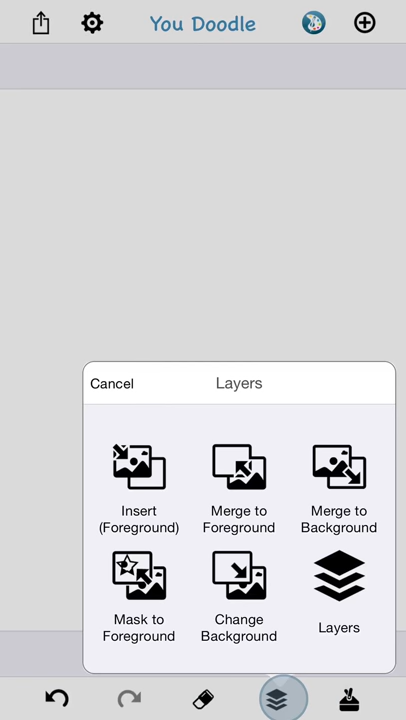 You Doodle
Cancel
Layers
Insert
(Foreground)
Merge to
Foreground
Merge to
Background
Mask to
Foreground
Change
Background
Layers